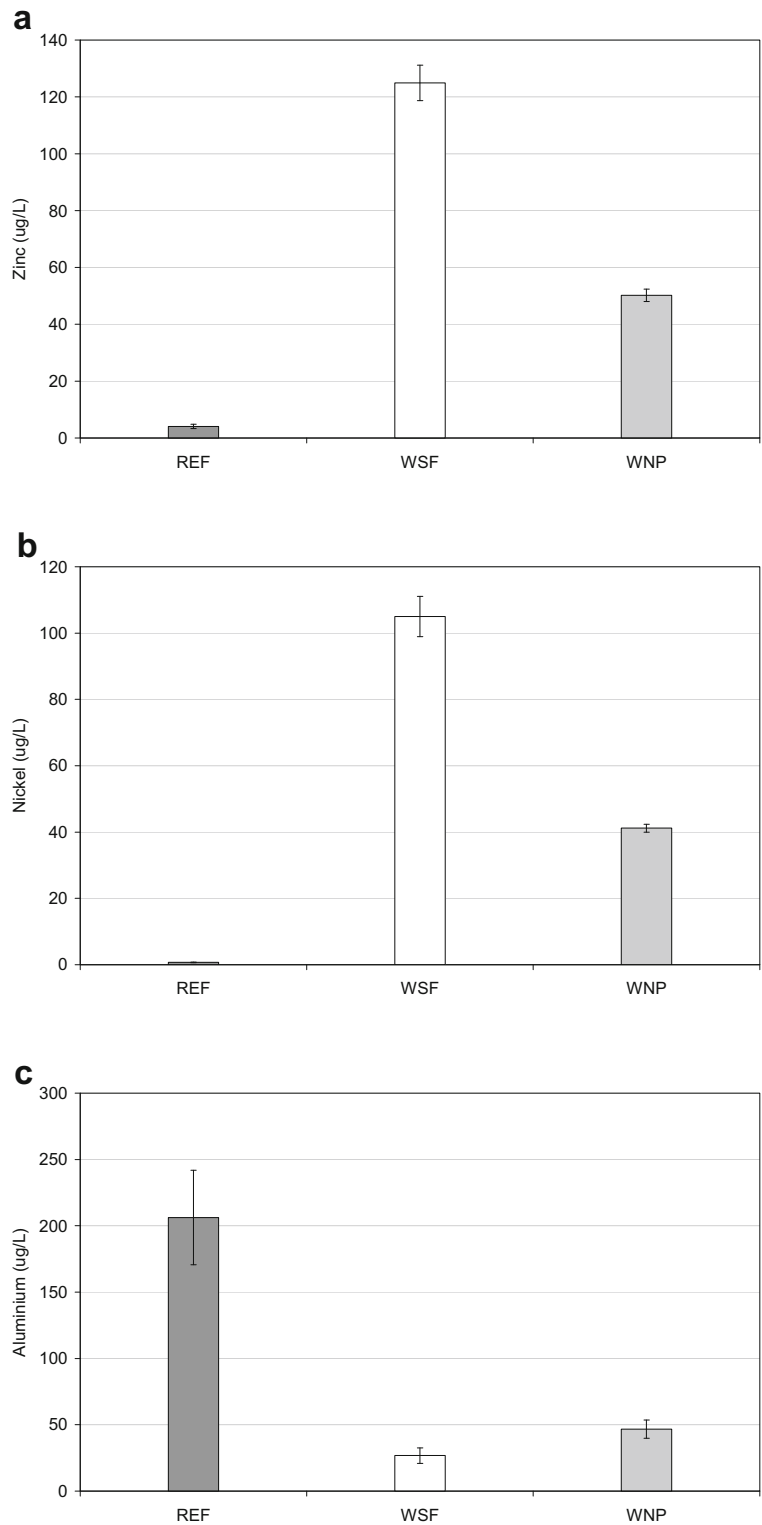 a
140
120
100
80
60
40
20
0
Zinc (ug/L)
REF WSF WNP
b
120
100
80
60
40
20
0
Nickel (ug/L)
REF WSF WNP
c
300
250
200
150
100
50
0
Aluminium (ug/L)
REF WSF WNP